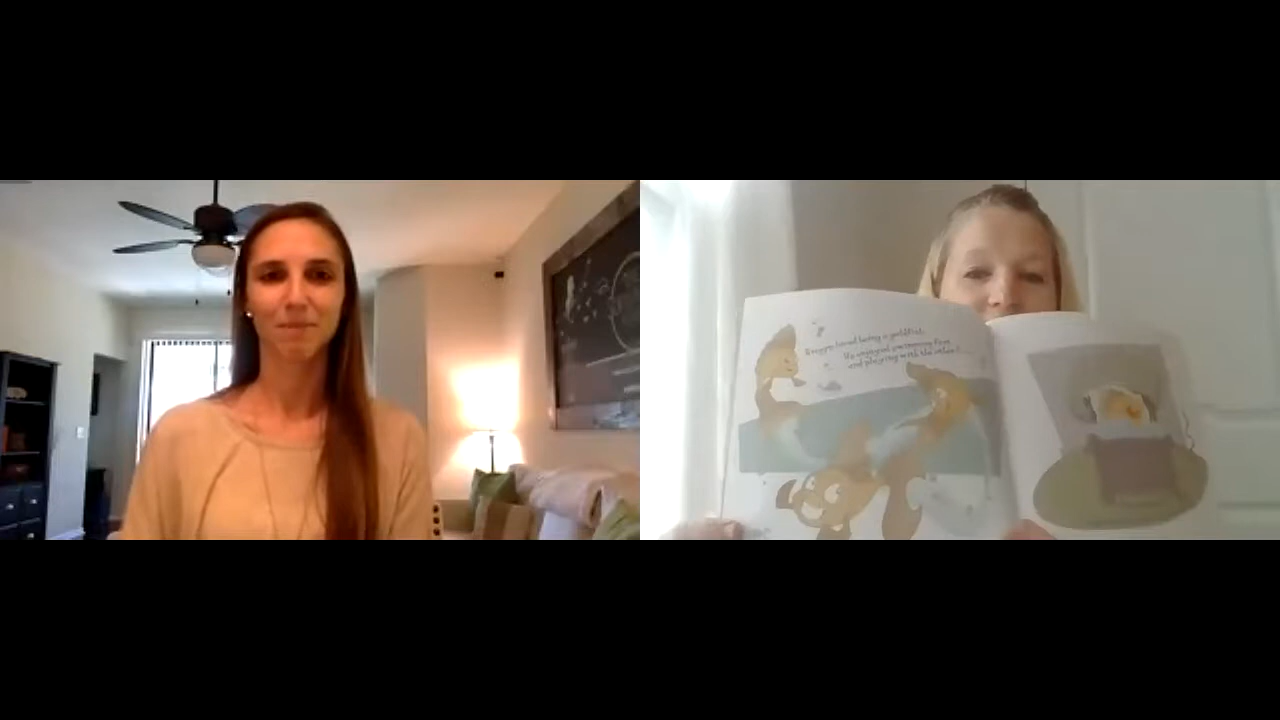 loved being a goldfish.
He enjoyed swimming fast
and playing with the other